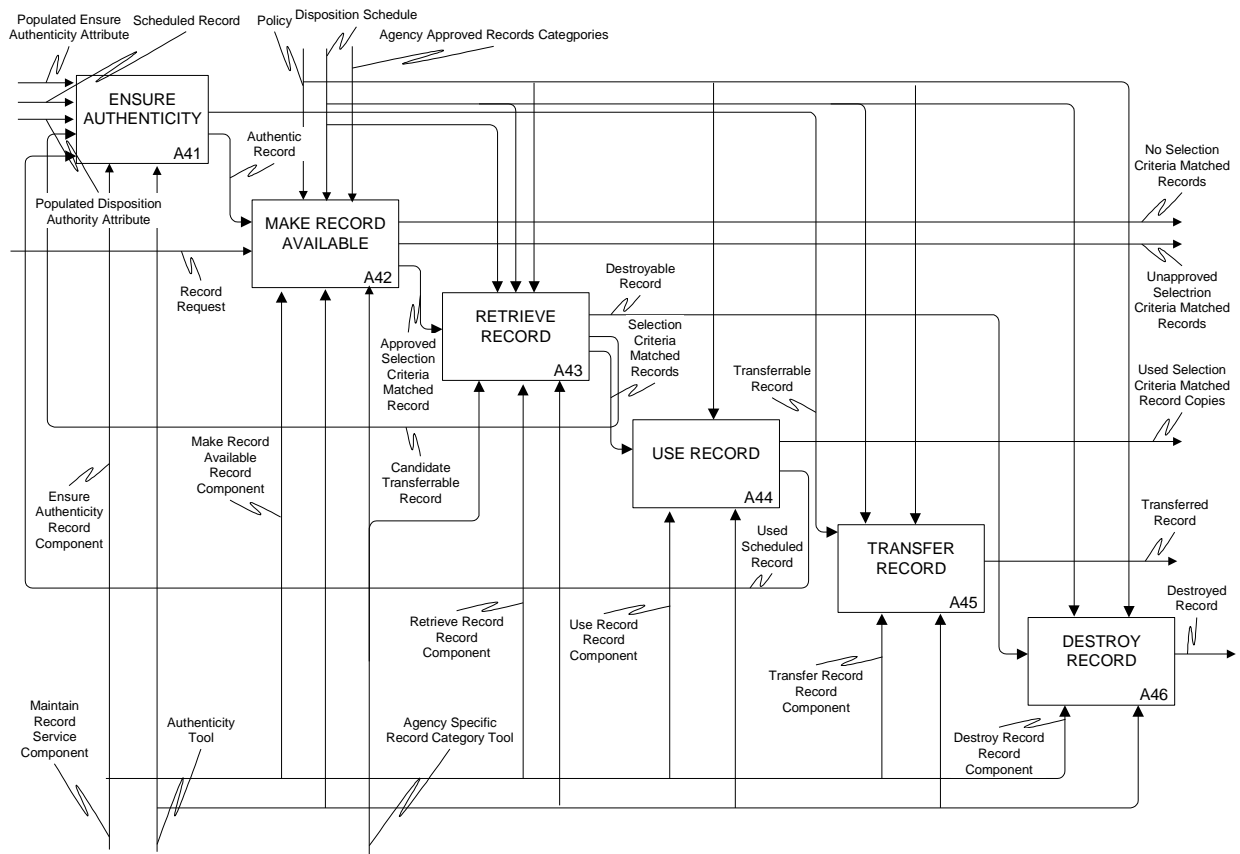 Populated Ensure
Authenticity Attribute
Scheduled Record
Policy
Disposition Schedule
Agency Approved Records Catgegories
ENSURE
AUTHENTICITY
A41
Authentic
Record
No Selection
Criteria Matched
Records
Populated Disposition
Authority Attribute
MAKE RECORD
AVAILABLE
A42
Record
Request
Destroyable
Record
Unapproved
Selectrion
Criteria Matched
Records
RETRIEVE
RECORD
A43
Approved
Selection
Criteria
Matched
Record
Selection
Criteria
Matched
Records
Transferrable
Record
Used Selection
Criteria Matched
Record Copies
Make Record
Available
Record
Component
Candidate
Transferrable
Record
USE RECORD
A44
Ensure
Authenticity
Record
Component
Used
Scheduled
Record
Transferred
Record
TRANSFER
RECORD
A45
Retrieve Record
Record
Component
Use Record
Record
Component
Destroyed
Record
DESTROY
RECORD
A46
Transfer Record
Record
Component
Maintain
Record
Service
Component
Authenticity
Tool
Agency Specific
Record Category Tool
Destroy Record
Record
Component